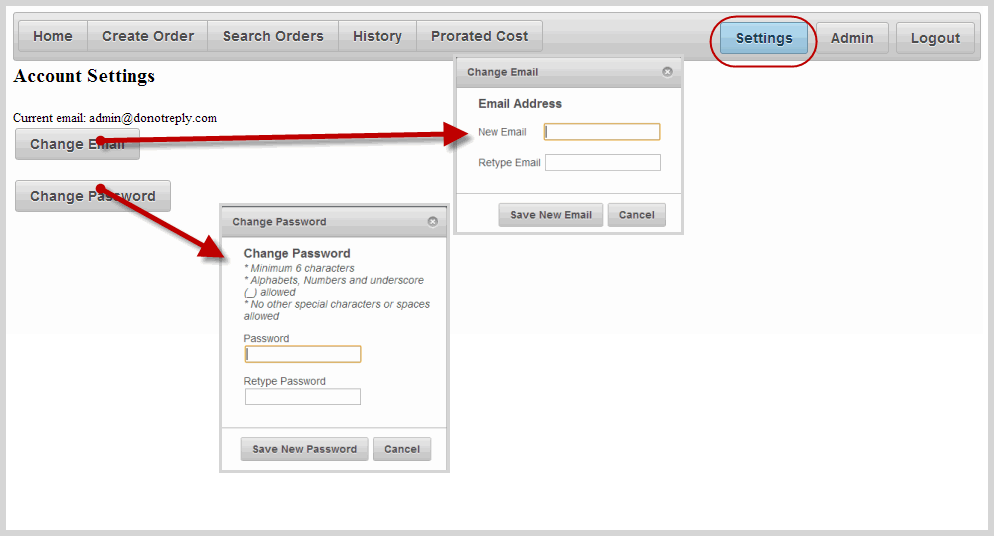 Home Create Order Search Orders History Prorated Cost Settings Admin Logout
Account Settings
Current email: admin@donotreply.com
Change Email
Change Password
Change Email
Email Address
New Email
Retype Email
Save New Email Cancel
Change Password
Change Password
* Minimum 6 characters
* Alphabets, Numbers and underscore
(_) allowed
* No other special characters or spaces
allowed
Password
Retype Password
Save New Password Cancel